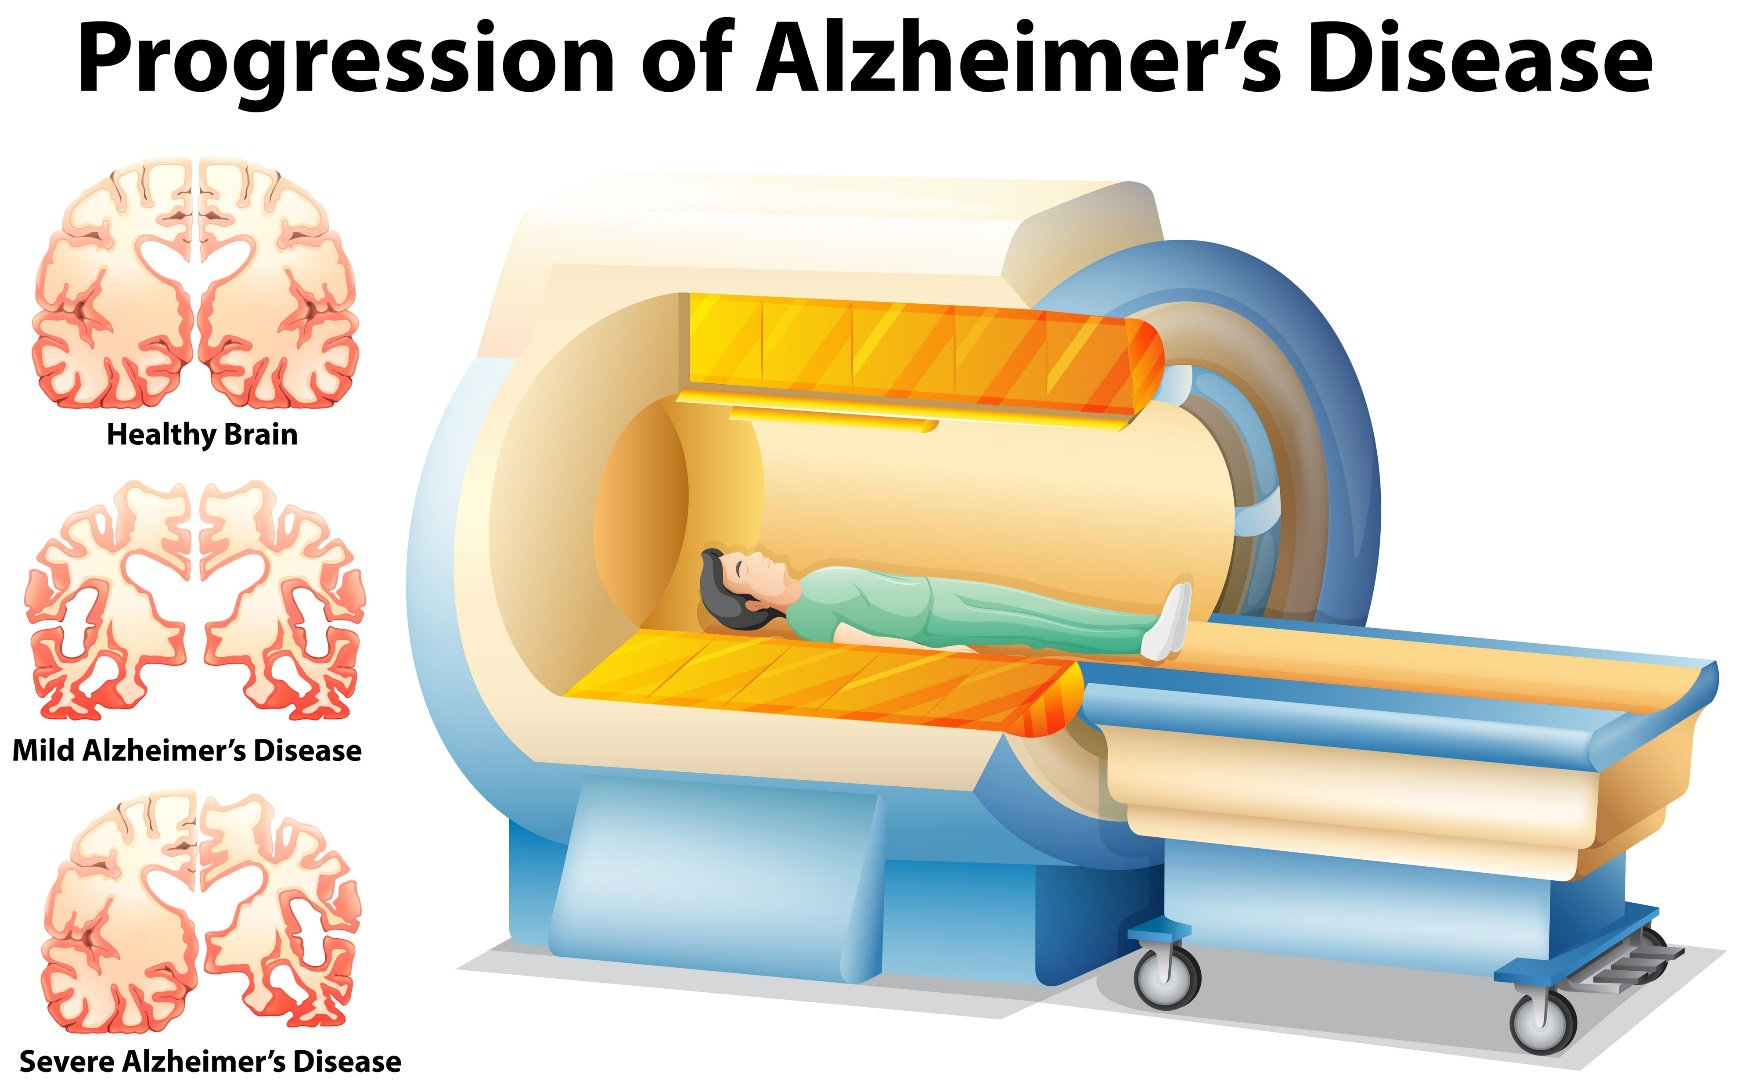 Progression of Alzheimer’s Disease
Healthy Brain
Mild Alzheimer’s Disease
Severe Alzheimer’s Disease